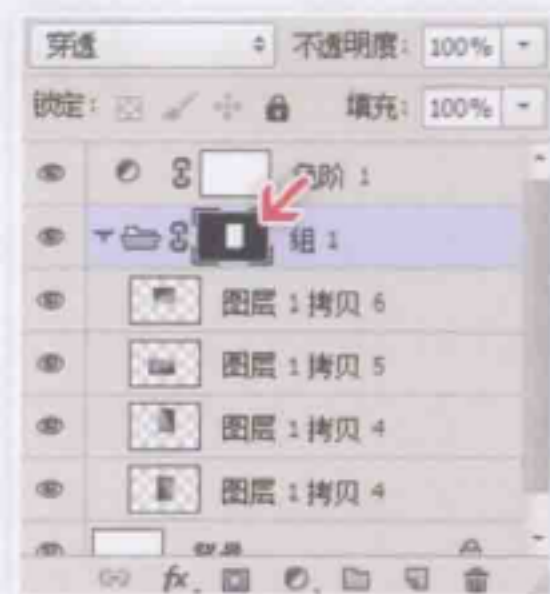 穿透 不透明度: 100%
锁定: 填充: 100%
色阶 1
组 1
图层 1 拷贝 6
图层 1 拷贝 5
图层 1 拷贝 4
图层 1 拷贝 4
fx